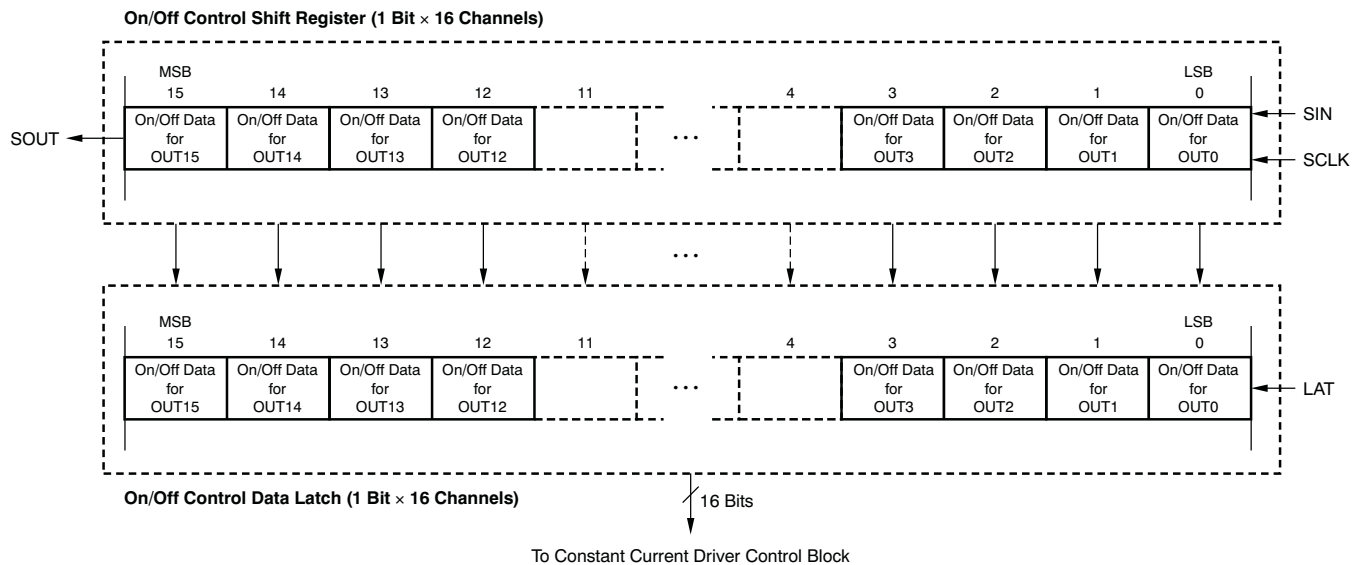 On/Off Control Shift Register (1 Bit × 16 Channels)
MSB LSB
15 14 13 12 11 4 3 2 1 0
On/Off Data On/Off Data On/Off Data On/Off Data On/Off Data On/Off Data On/Off Data On/Off Data SIN
SOUT for for for for ... for for for for
OUT15 OUT14 OUT13 OUT12 OUT3 OUT2 OUT1 OUT0 SCLK
...
MSB LSB
15 14 13 12 11 4 3 2 1 0
On/Off Data On/Off Data On/Off Data On/Off Data On/Off Data On/Off Data On/Off Data On/Off Data
for for for for ... for for for for LAT
OUT15 OUT14 OUT13 OUT12 OUT3 OUT2 OUT1 OUT0
On/Off Control Data Latch (1 Bit × 16 Channels)
16 Bits
To Constant Current Driver Control Block